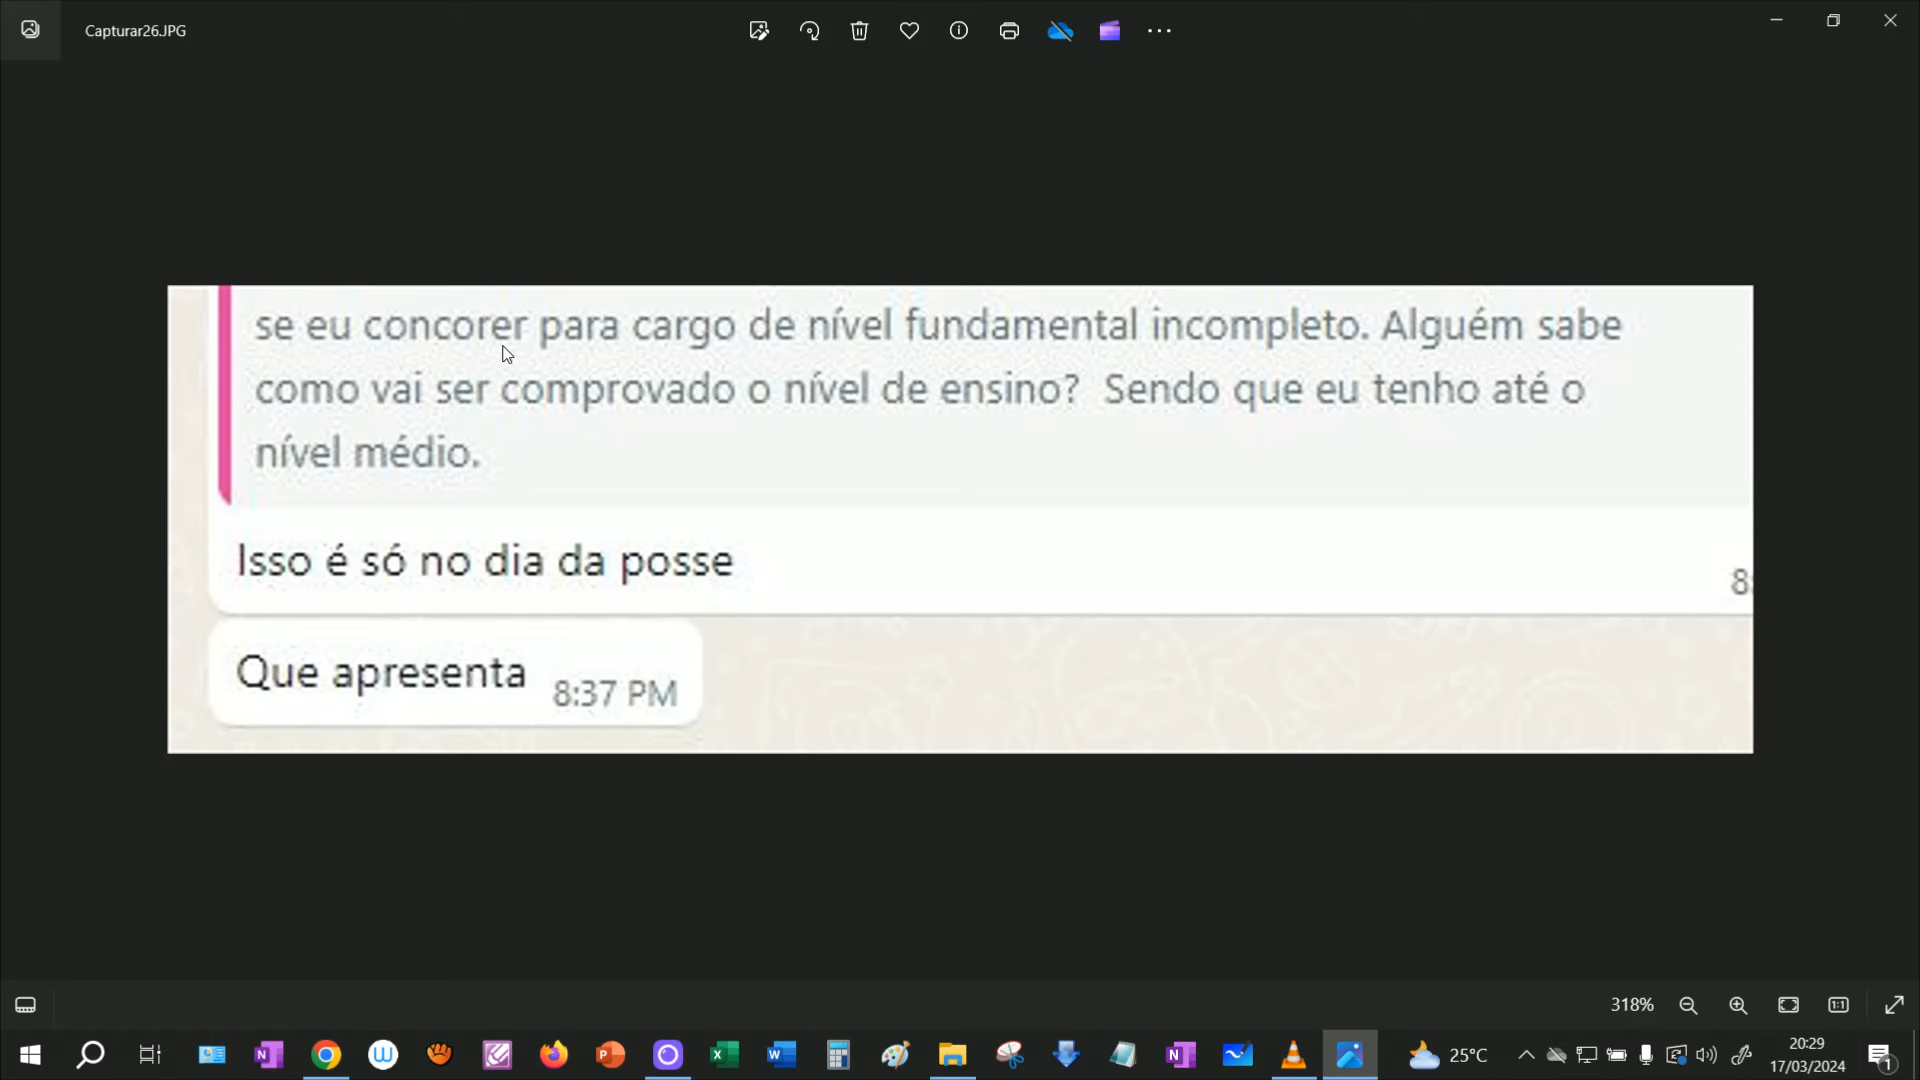 Capturar26.JPG
se eu concorer para cargo de nível fundamental incompleto. Alguém sabe
como vai ser comprovado o nível de ensino? Sendo que eu tenho até o
nível médio.
Isso é só no dia da posse
8:
Que apresenta 8:37 PM
318%
25°C
20:29
17/03/2024
1